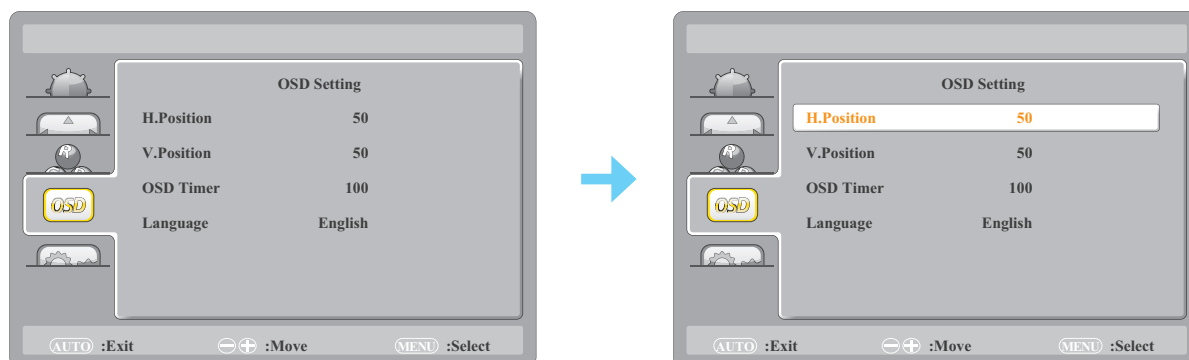 OSD Setting
H.Position 50
V.Position 50
OSD Timer 100
Language English
OSD
AUTO :Exit :Move MENU :Select
OSD Setting
H.Position 50
V.Position 50
OSD Timer 100
Language English
OSD
AUTO :Exit :Move MENU :Select